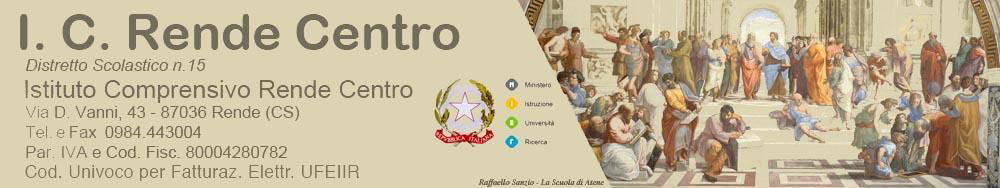 I. C. Rende Centro
Distretto Scolastico n.15
Istituto Comprensivo Rende Centro
Via D. Vanni, 43 - 87036 Rende (CS)
Tel. e Fax 0984.443004
Par. IVA e Cod. Fisc. 80004280782
Cod. Univoco per Fatturaz. Elettr. UFEIIR
REPVBBLICA ITALIANA
M Ministero
i Istruzione
U Università
r Ricerca
Raffaello Sanzio - La Scuola di Atene